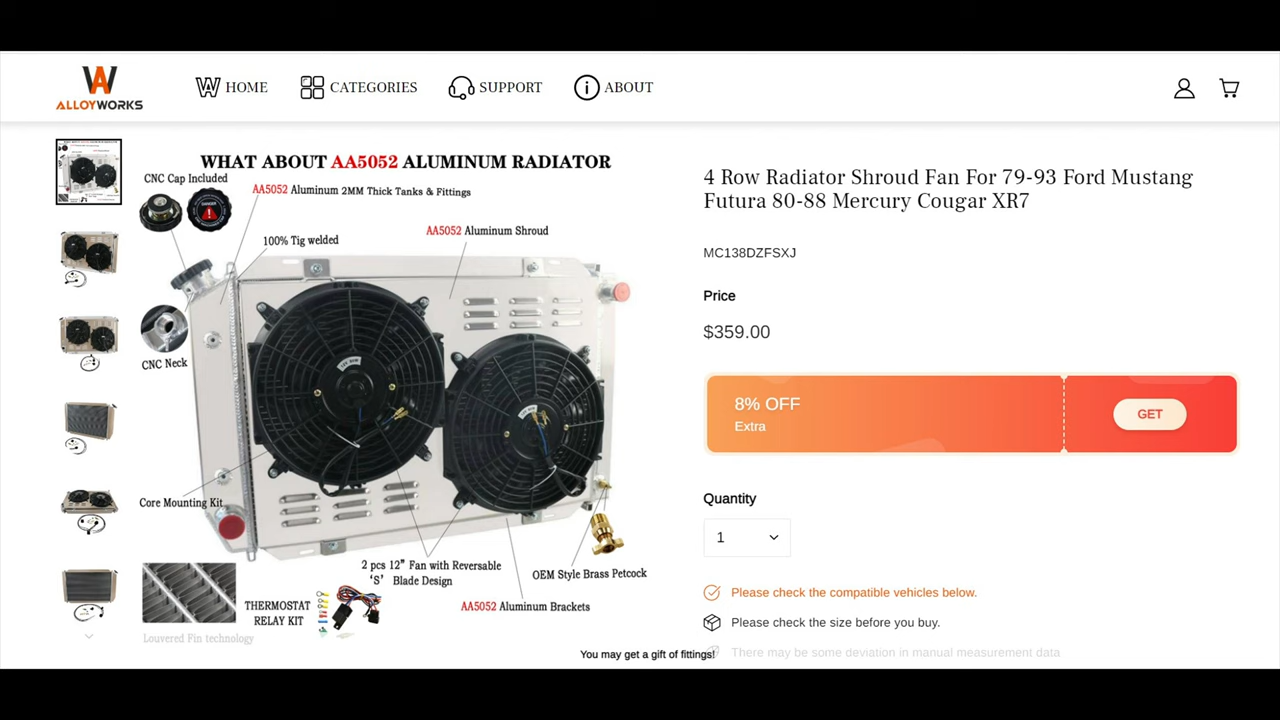 ALLOYWORKS
HOME
CATEGORIES
SUPPORT
ABOUT
WHAT ABOUT AA5052 ALUMINUM RADIATOR
CNC Cap Included
DANGER
AA5052 Aluminum 2MM Thick Tanks & Fittings
100% Tig welded
AA5052 Aluminum Shroud
CNC Neck
Core Mounting Kit
2 pcs 12” Fan with Reversable
‘S’ Blade Design
OEM Style Brass Petcock
THERMOSTAT
RELAY KIT
AA5052 Aluminum Brackets
Louvered Fin technology
You may get a gift of fittings!
4 Row Radiator Shroud Fan For 79-93 Ford Mustang
Futura 80-88 Mercury Cougar XR7
MC138DZFSXJ
Price
$359.00
8% OFF
Extra
GET
Quantity
1
Please check the compatible vehicles below.
Please check the size before you buy.
There may be some deviation in manual measurement data